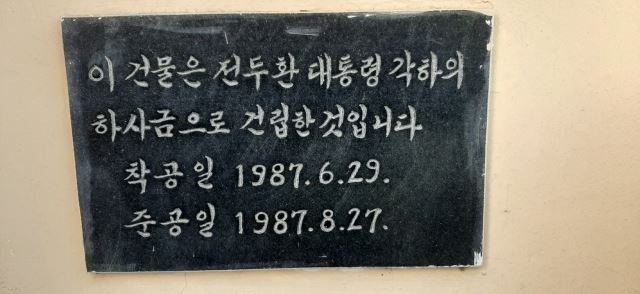 이 건물은 전두환 대통령 각하의
하사금으로 건립한것입니다
착공일 1987.6.29.
준공일 1987.8.27.